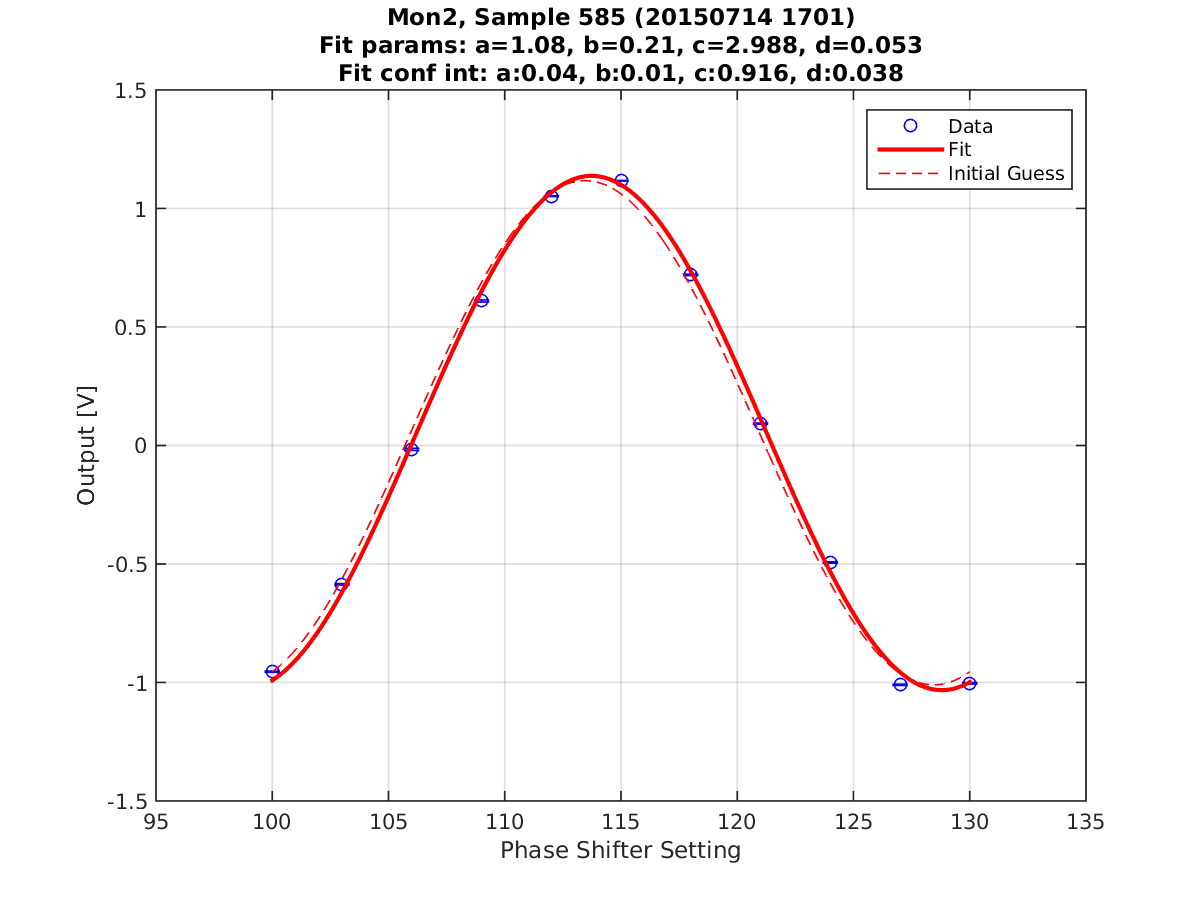 Mon2, Sample 585 (20150714 1701)
Fit params: a=1.08, b=0.21, c=2.988, d=0.053
Fit conf int: a:0.04, b:0.01, c:0.916, d:0.038
Data
Fit
Initial Guess
Output [V]
1.5
1
0.5
0
-0.5
-1
-1.5
95
100
105
110
115
120
125
130
135
Phase Shifter Setting